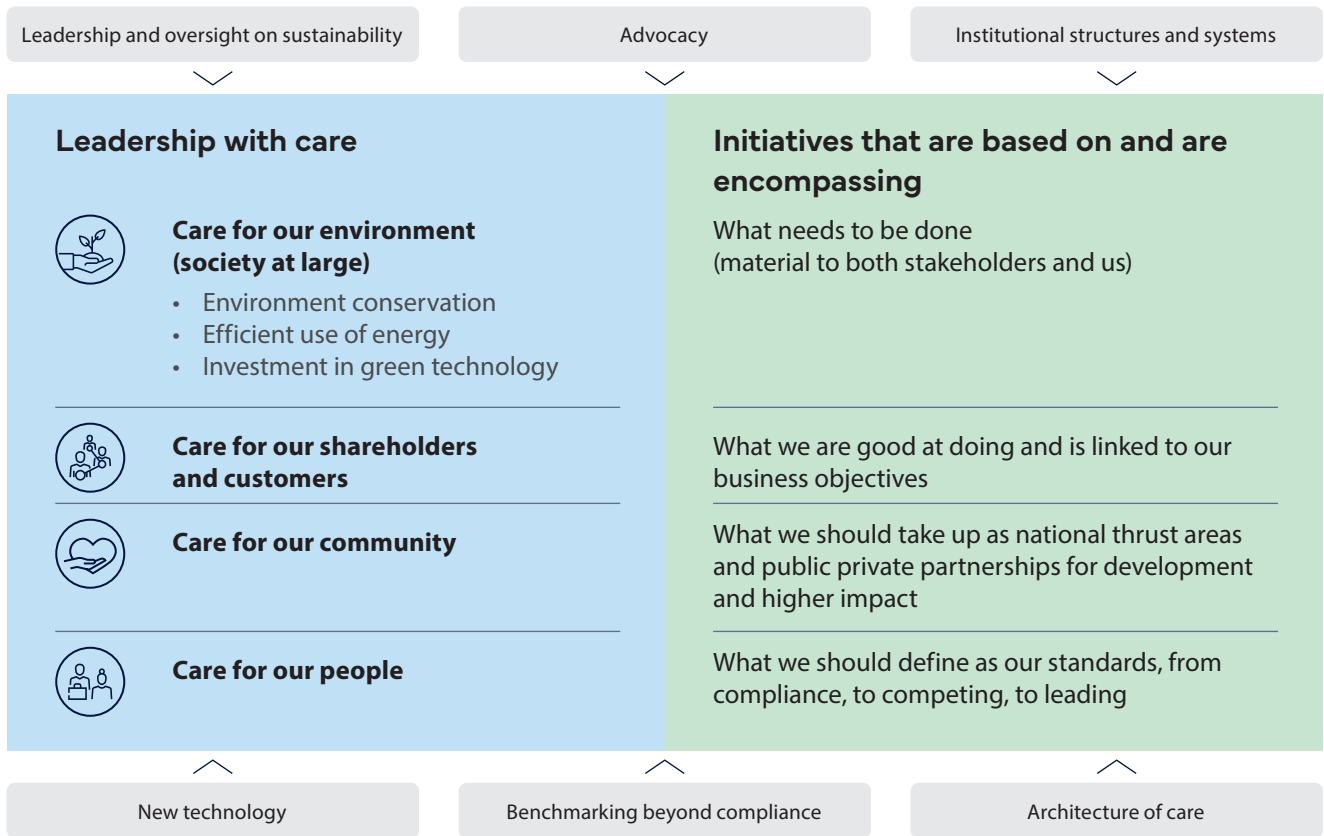 Leadership and oversight on sustainability
Advocacy
Institutional structures and systems
Leadership with care
Initiatives that are based on and are
encompassing
Care for our environment
(society at large)
• Environment conservation
• Efficient use of energy
• Investment in green technology
What needs to be done
(material to both stakeholders and us)
Care for our shareholders
and customers
What we are good at doing and is linked to our
business objectives
Care for our community
What we should take up as national thrust areas
and public private partnerships for development
and higher impact
Care for our people
What we should define as our standards, from
compliance, to competing, to leading
New technology
Benchmarking beyond compliance
Architecture of care